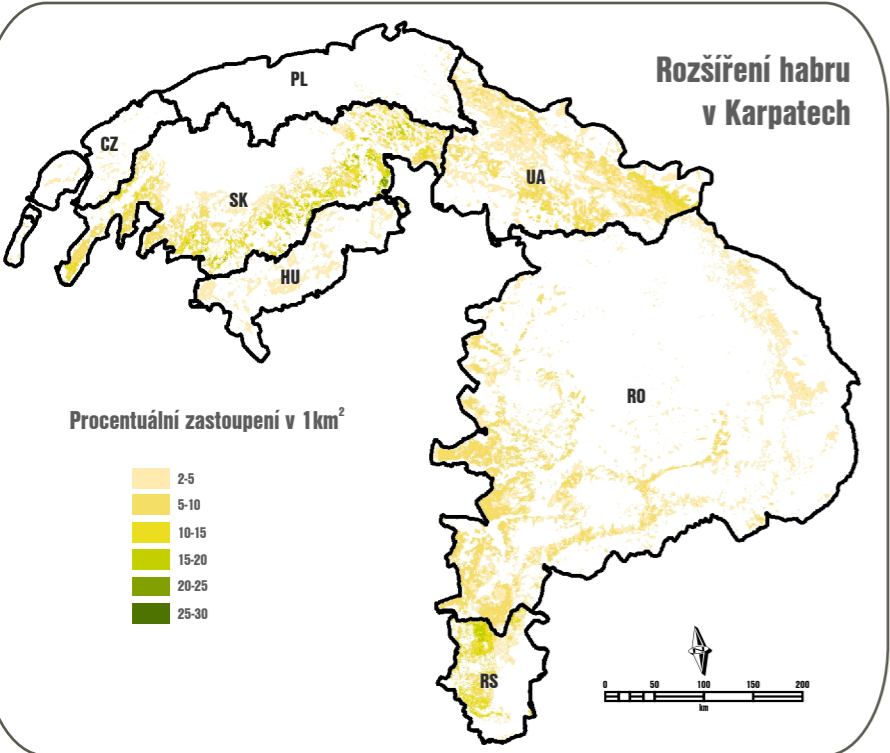 Rozšíření habru
v Karpatech
PL
CZ
SK
UA
HU
RO
RS
Procentuální zastoupení v 1km²
2-5
5-10
10-15
15-20
20-25
25-30
0 50 100 150 200
km